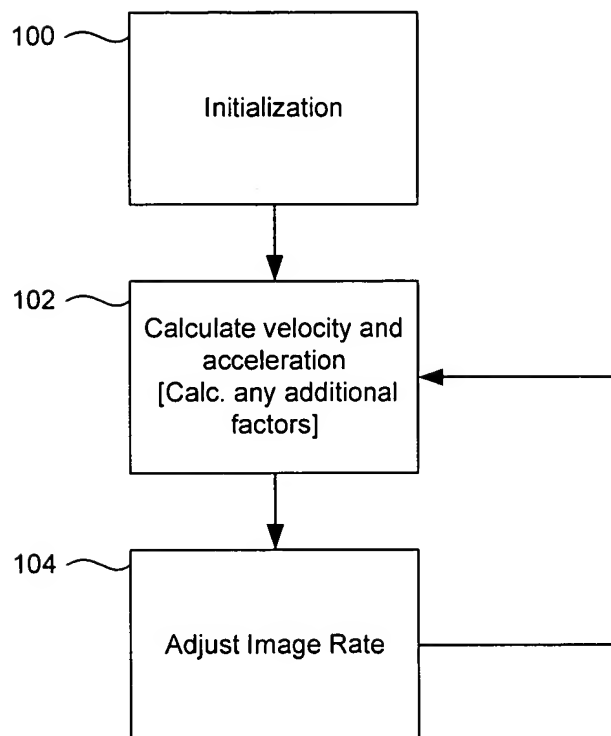 100
Initialization
102
Calculate velocity and
acceleration
[Calc. any additional
factors]
104
Adjust Image Rate